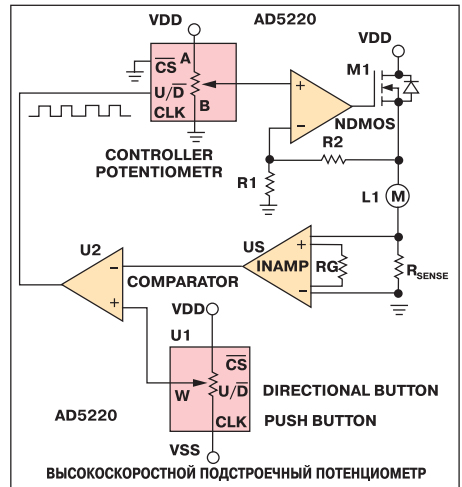 VDD
AD5220
CS A
U/D
B
CLK
VDD
M1
+
−
NDMOS
CONTROLLER
POTENTIOMETR
R2
R1
L1
M
U2
US
+
INAMP
RG
−
RSENSE
−
COMPARATOR
+
VDD
U1
CS
W
U/D
CLK
DIRECTIONAL BUTTON
PUSH BUTTON
AD5220
VSS
ВЫСОКОСКОРОСТНОЙ ПОДСТРОЕЧНЫЙ ПОТЕНЦИОМЕТР